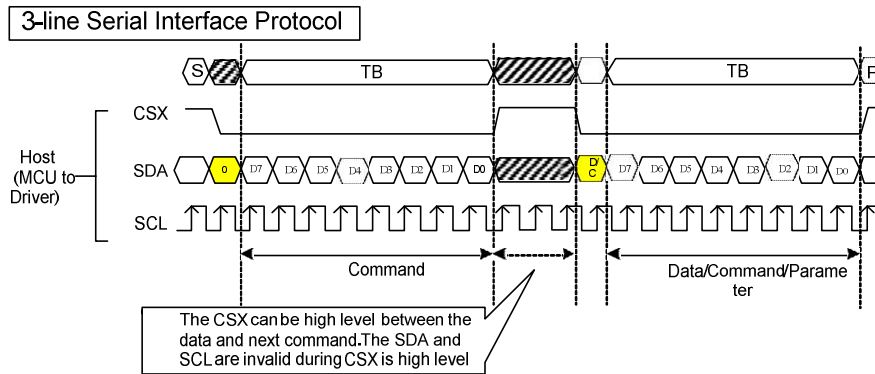 3-line Serial Interface Protocol
S TB TB P
CSX
Host
(MCU to
Driver)
SDA 0 D7 D6 D5 D4 D3 D2 D1 D0 D/C D7 D6 D5 D4 D3 D2 D1 D0
SCL
Command
Data/Command/Parame
ter
The CSX can be high level between the
data and next command.The SDA and
SCL are invalid during CSX is high level